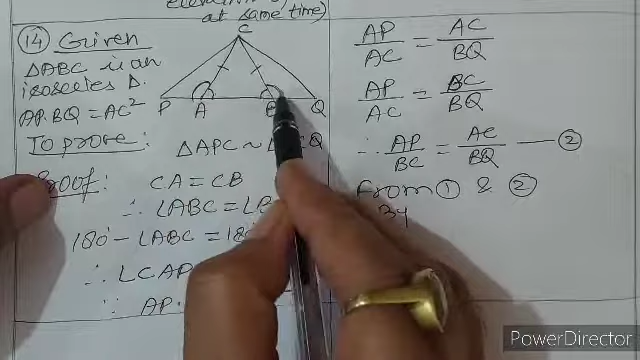 at same time)
14 Given
ΔABC is an
isosceles Δ.
AP.BQ = AC²
To prove:
ΔAPC ~ Δ
Proof:
CA = CB
∴ ∠ABC = ∠
180° - ∠ABC = 18
∴ ∠CAP
∵ AP.
C
P A Q
AP/AC = AC/BQ
AP/AC = BC/BQ
∴ AP/BC = AC/BQ — ②
From ① & ②
By
PowerDirector